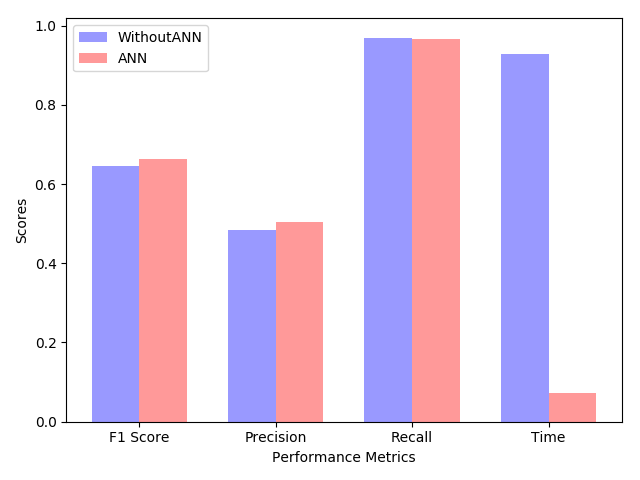 WithoutANN
ANN
1.0
0.8
0.6
0.4
0.2
0.0
Scores
F1 Score
Precision
Recall
Time
Performance Metrics